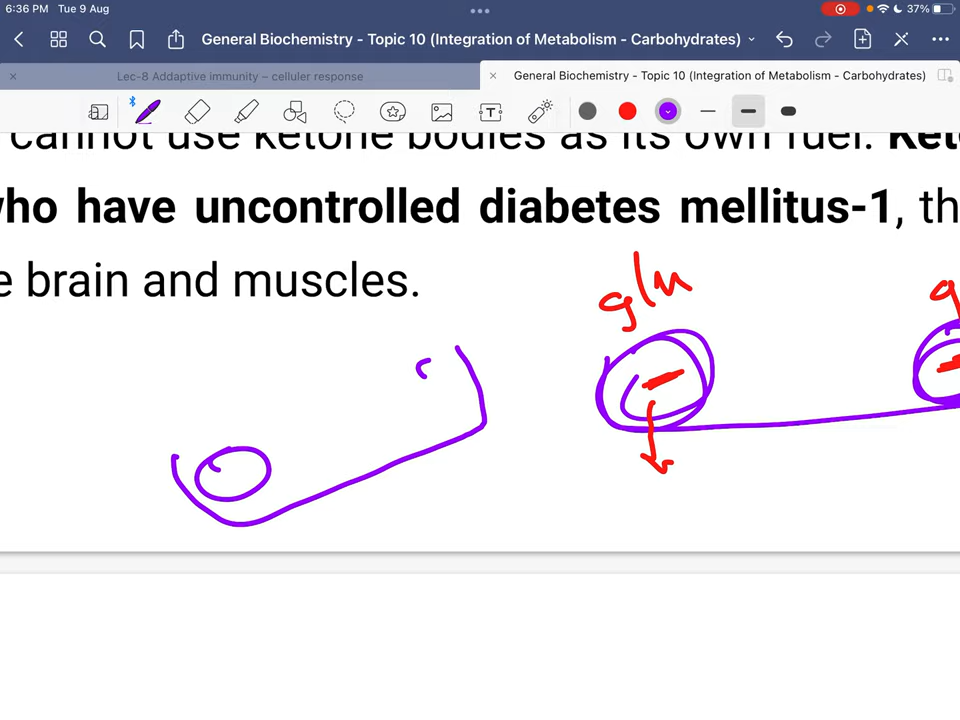 6:36 PM Tue 9 Aug 37%
General Biochemistry - Topic 10 (Integration of Metabolism - Carbohydrates)
Lec-8 Addaptive immunity – celluler response
General Biochemistry - Topic 10 (Integration of Metabolism - Carbohydrates)
cannot use ketone bodies as its own fuel. Ket
who have uncontrolled diabetes mellitus-1, th
e brain and muscles.
glu
g